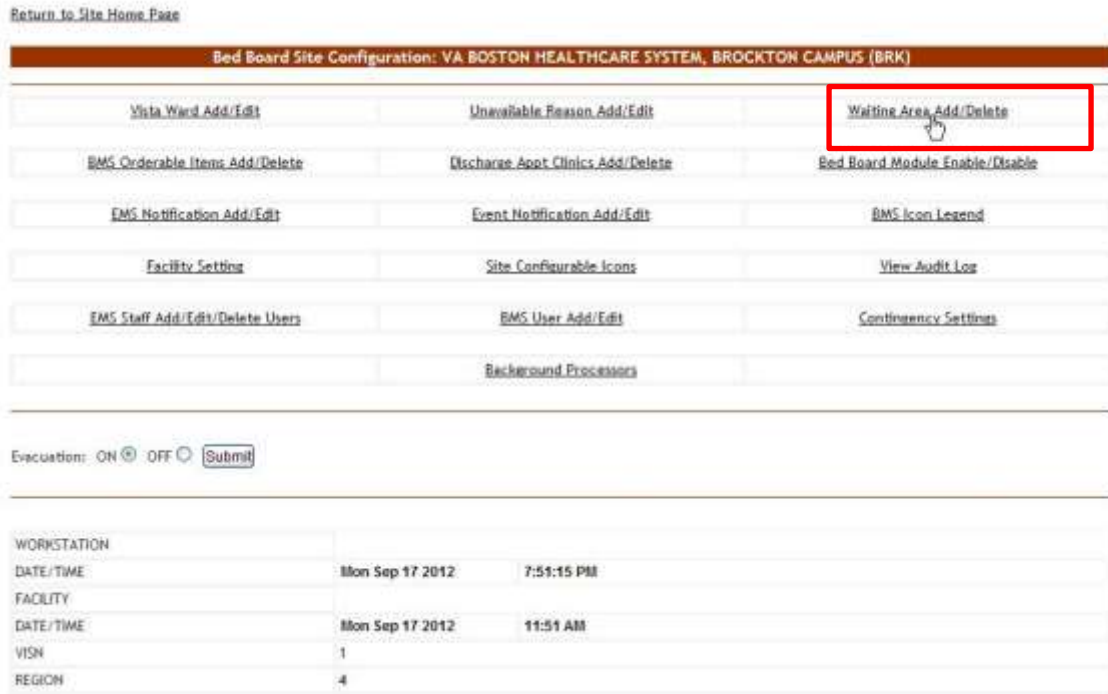 Return to Site Home Page
Bed Board Site Configuration: VA BOSTON HEALTHCARE SYSTEM, BROCKTON CAMPUS (BRK)
Vista Ward Add/Edit Unavailable Reason Add/Edit Waiting Area Add/Delete
BMS Orderable Items Add/Delete Discharge Appt Clinics Add/Delete Bed Board Module Enable/Disable
EMS Notification Add/Edit Event Notification Add/Edit BMS Icon Legend
Facility Setting Site Configurable Icons View Audit Log
EMS Staff Add/Edit/Delete Users BMS User Add/Edit Contingency Settings
Background Processors
Evacuation: ON OFF Submit
WORKSTATION
DATE/TIME Mon Sep 17 2012 7:51:15 PM
FACILITY
DATE/TIME Mon Sep 17 2012 11:51 AM
VISN 1
REGION 4